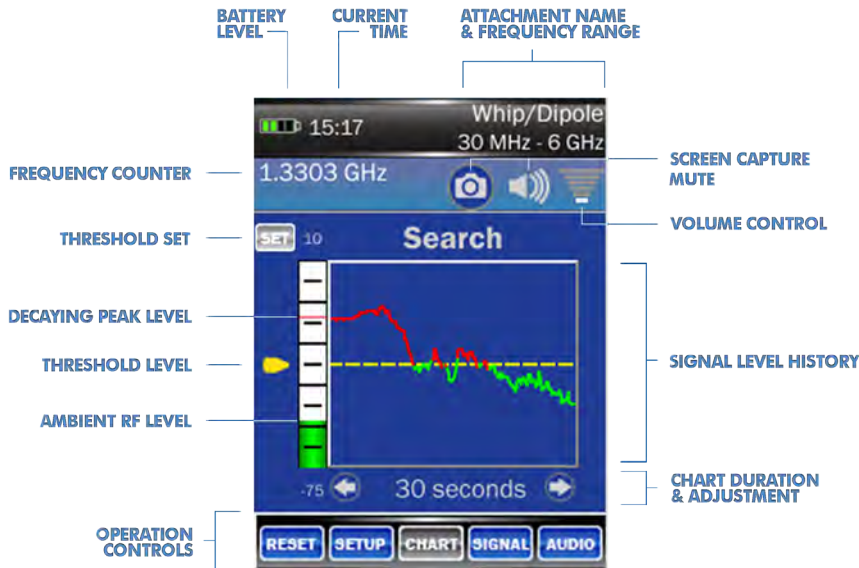 BATTERY
LEVEL
CURRENT
TIME
ATTACHMENT NAME
& FREQUENCY RANGE
15:17
Whip/Dipole
30 MHz - 6 GHz
FREQUENCY COUNTER
1.3303 GHz
SCREEN CAPTURE
MUTE
VOLUME CONTROL
THRESHOLD SET
SET
10
Search
DECAYING PEAK LEVEL
THRESHOLD LEVEL
SIGNAL LEVEL HISTORY
AMBIENT RF LEVEL
-75
30 seconds
CHART DURATION
& ADJUSTMENT
OPERATION
CONTROLS
RESET
SETUP
CHART
SIGNAL
AUDIO